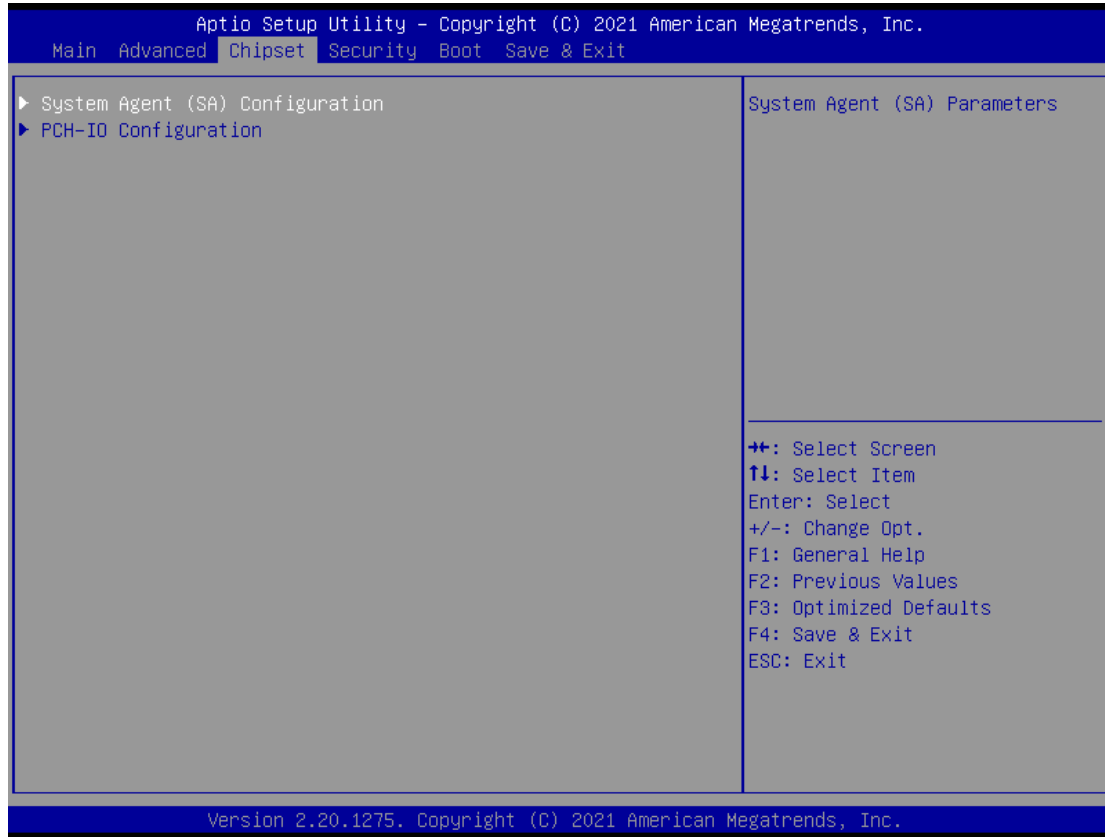 Aptio Setup Utility – Copyright (C) 2021 American Megatrends, Inc.
Main Advanced Chipset Security Boot Save & Exit
▶ System Agent (SA) Configuration
▶ PCH-IO Configuration
System Agent (SA) Parameters
→←: Select Screen
↑↓: Select Item
Enter: Select
+/-: Change Opt.
F1: General Help
F2: Previous Values
F3: Optimized Defaults
F4: Save & Exit
ESC: Exit
Version 2.20.1275. Copyright (C) 2021 American Megatrends, Inc.